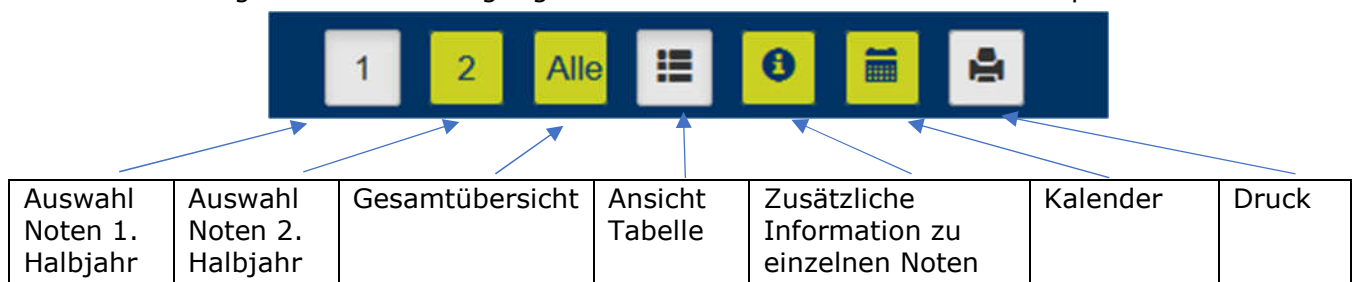 1 2 Alle
Auswahl Noten 1. Halbjahr
Auswahl Noten 2. Halbjahr
Gesamtübersicht
Ansicht Tabelle
Zusätzliche Information zu einzelnen Noten
Kalender
Druck